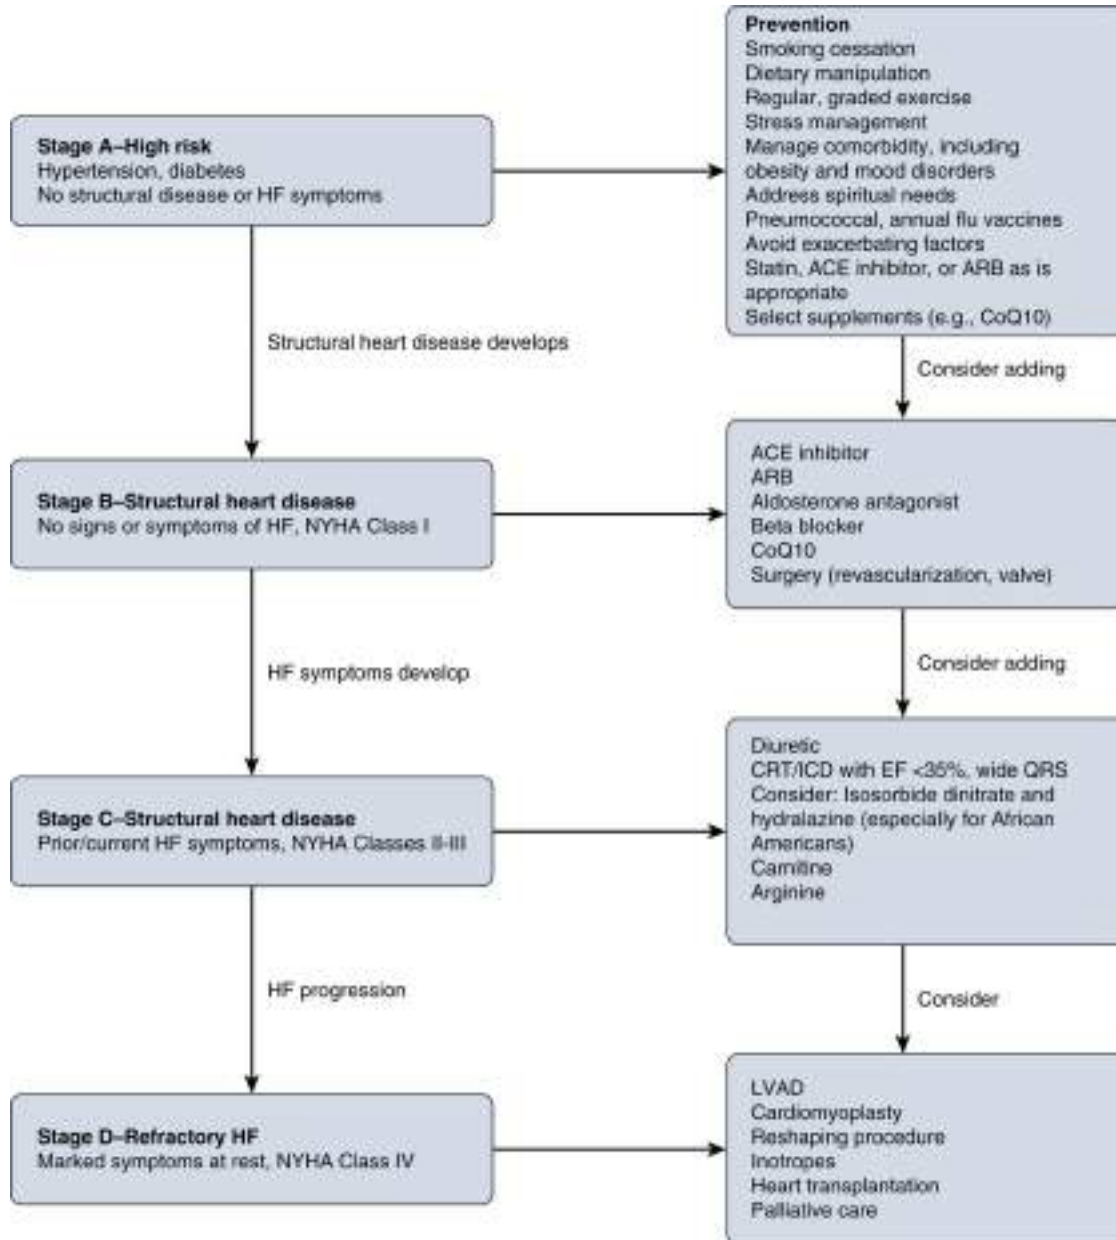 Prevention
Smoking cessation
Dietary manipulation
Regular, graded exercise
Stress management
Manage comorbidity, including
obesity and mood disorders
Address spiritual needs
Pneumococcal, annual flu vaccines
Avoid exacerbating factors
Statin, ACE inhibitor, or ARB as is
appropriate
Select supplements (e.g., CoQ10)
Stage A–High risk
Hypertension, diabetes
No structural disease or HF symptoms
Structural heart disease develops
Consider adding
Stage B–Structural heart disease
No signs or symptoms of HF, NYHA Class I
ACE inhibitor
ARB
Aldosterone antagonist
Beta blocker
CoQ10
Surgery (revascularization, valve)
HF symptoms develop
Consider adding
Stage C–Structural heart disease
Prior/current HF symptoms, NYHA Classes II-III
Diuretic
CRT/ICD with EF <35%, wide QRS
Consider: Isosorbide dinitrate and
hydralazine (especially for African
Americans)
Carnitine
Arginine
HF progression
Consider
Stage D–Refractory HF
Marked symptoms at rest, NYHA Class IV
LVAD
Cardiomyoplasty
Reshaping procedure
Inotropes
Heart transplantation
Palliative care